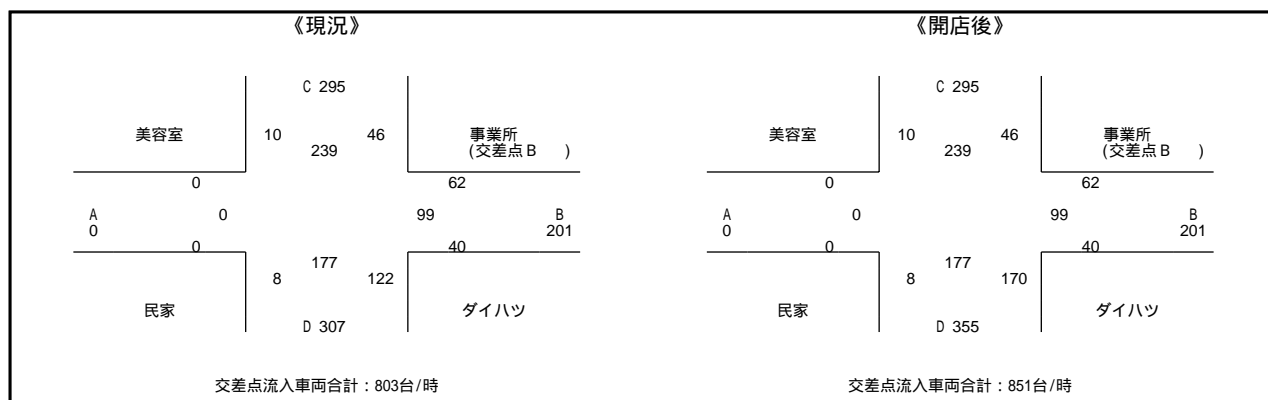 《現況》
C 295
美容室
10
46
事業所
(交差点B　　)
239
0
62
A
0
0
99
B
201
0
40
177
8
122
民家
ダイハツ
D 307
交差点流入車両合計：803台/時
《開店後》
C 295
美容室
10
46
事業所
(交差点B　　)
239
0
62
A
0
0
99
B
201
0
40
177
8
170
民家
ダイハツ
D 355
交差点流入車両合計：851台/時